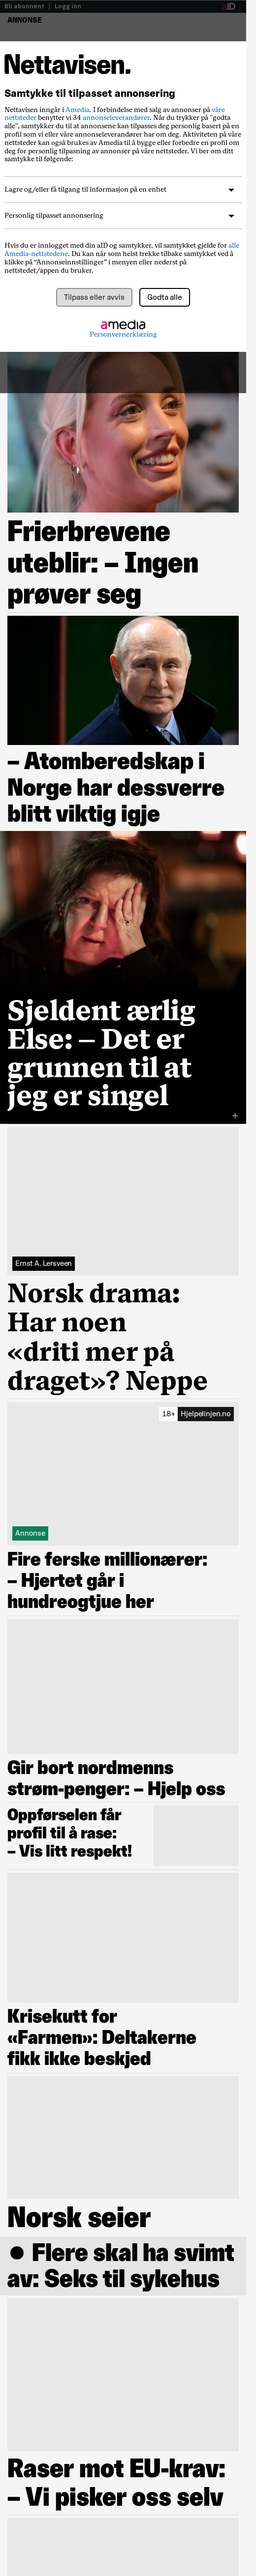 Bli abonnent | Logg inn
aID
ANNONSE
Nettavisen.
Samtykke til tilpasset annonsering
Nettavisen inngår i Amedia. I forbindelse med salg av annonser på våre
nettsteder benytter vi 34 annonseleverandører. Når du trykker på "godta
alle", samtykker du til at annonsene kan tilpasses deg personlig basert på en
profil som vi og/eller våre annonseleverandører har om deg. Aktiviteten på våre
nettsteder kan også brukes av Amedia til å bygge eller forbedre en profil om
deg for personlig tilpasning av annonser på våre nettsteder. Vi ber om ditt
samtykke til følgende:
Lagre og/eller få tilgang til informasjon på en enhet
Personlig tilpasset annonsering
Hvis du er innlogget med din aID og samtykker, vil samtykket gjelde for alle
Amedia-nettstedene. Du kan når som helst trekke tilbake samtykket ved å
klikke på “Annonseinnstillinger” i menyen eller nederst på
nettstedet/appen du bruker.
Tilpass eller avvis
Godta alle
amedia
Personvernerklæring
Frierbrevene
uteblir: – Ingen
prøver seg
– Atomberedskap i
Norge har dessverre
blitt viktig igje
Sjeldent ærlig
Else: – Det er
grunnen til at
jeg er singel
Ernst A. Lersveen
Norsk drama:
Har noen
«driti mer på
draget»? Neppe
18+ Hjelpelinjen.no
Annonse
Fire ferske millionærer:
– Hjertet går i
hundreogtjue her
Gir bort nordmenns
strøm-penger: – Hjelp oss
Oppførselen får
profil til å rase:
– Vis litt respekt!
Krisekutt for
«Farmen»: Deltakerne
fikk ikke beskjed
Norsk seier
● Flere skal ha svimt
av: Seks til sykehus
Raser mot EU-krav:
– Vi pisker oss selv